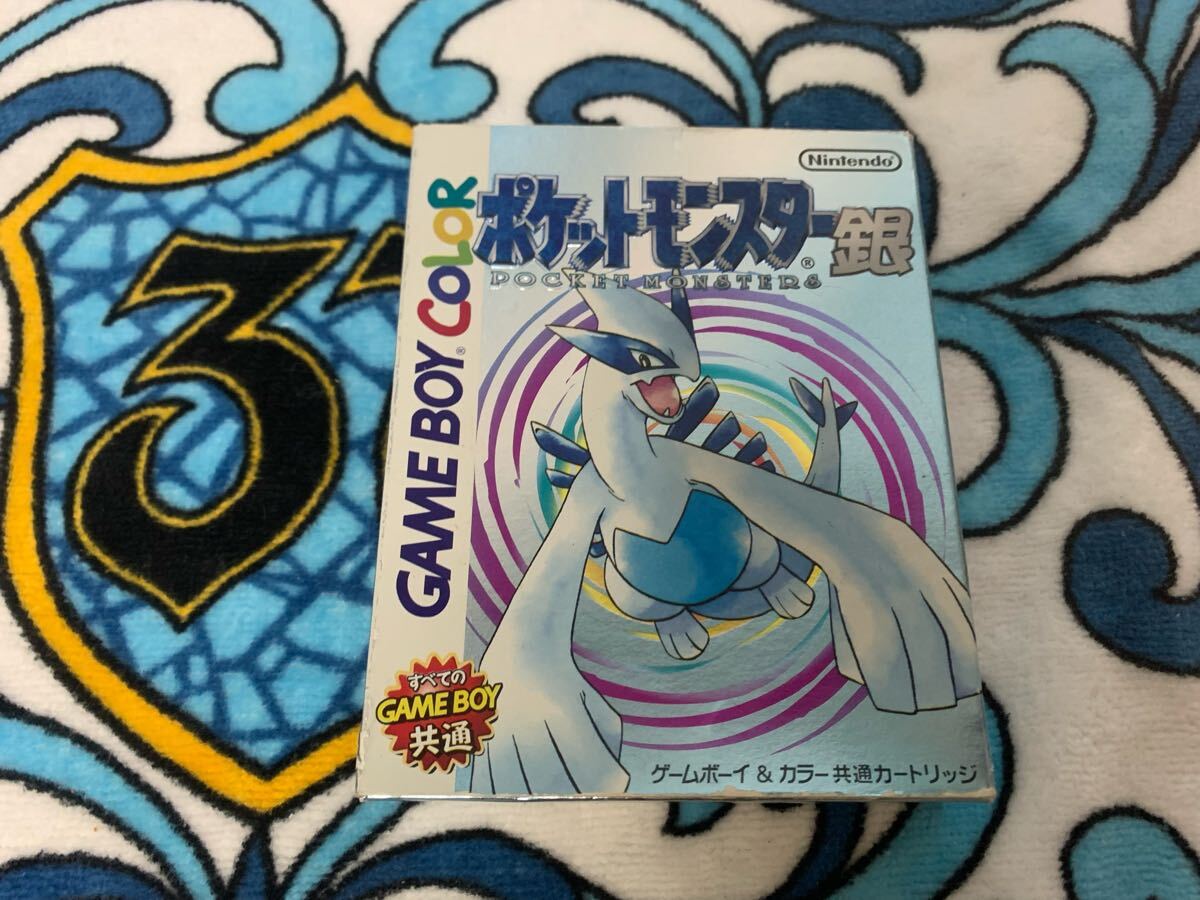 Nintendo
ポケットモンスター銀
POCKET MONSTERS
GAME BOY COLOR
すべての
GAME BOY
共通
ゲームボーイ & カラー共通カートリッジ
3